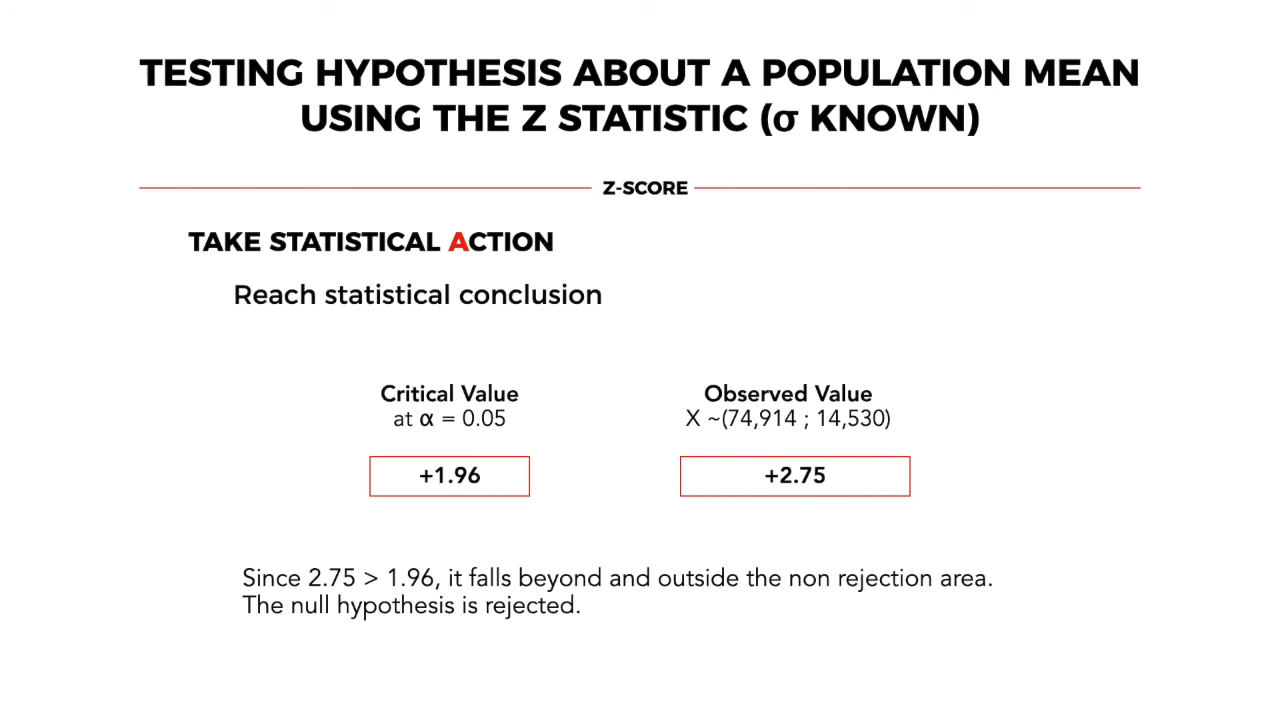 TESTING HYPOTHESIS ABOUT A POPULATION MEAN
USING THE Z STATISTIC (σ KNOWN)
Z-SCORE
TAKE STATISTICAL ACTION
Reach statistical conclusion
Critical Value
at α = 0.05
+1.96
Observed Value
X ~(74,914 ; 14,530)
+2.75
Since 2.75 > 1.96, it falls beyond and outside the non rejection area.
The null hypothesis is rejected.